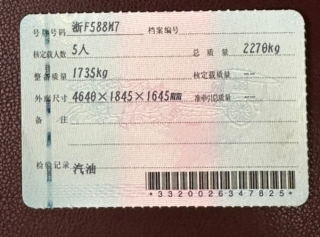 号牌号码 浙F588M7 档案编号
核定载人数 5人 总质量 2270kg
整备质量 1735kg 核定载质量 --
外廓尺寸 4640×1845×1645mm 准牵引总质量 --
备注
检验记录 汽油
*3320026347625*